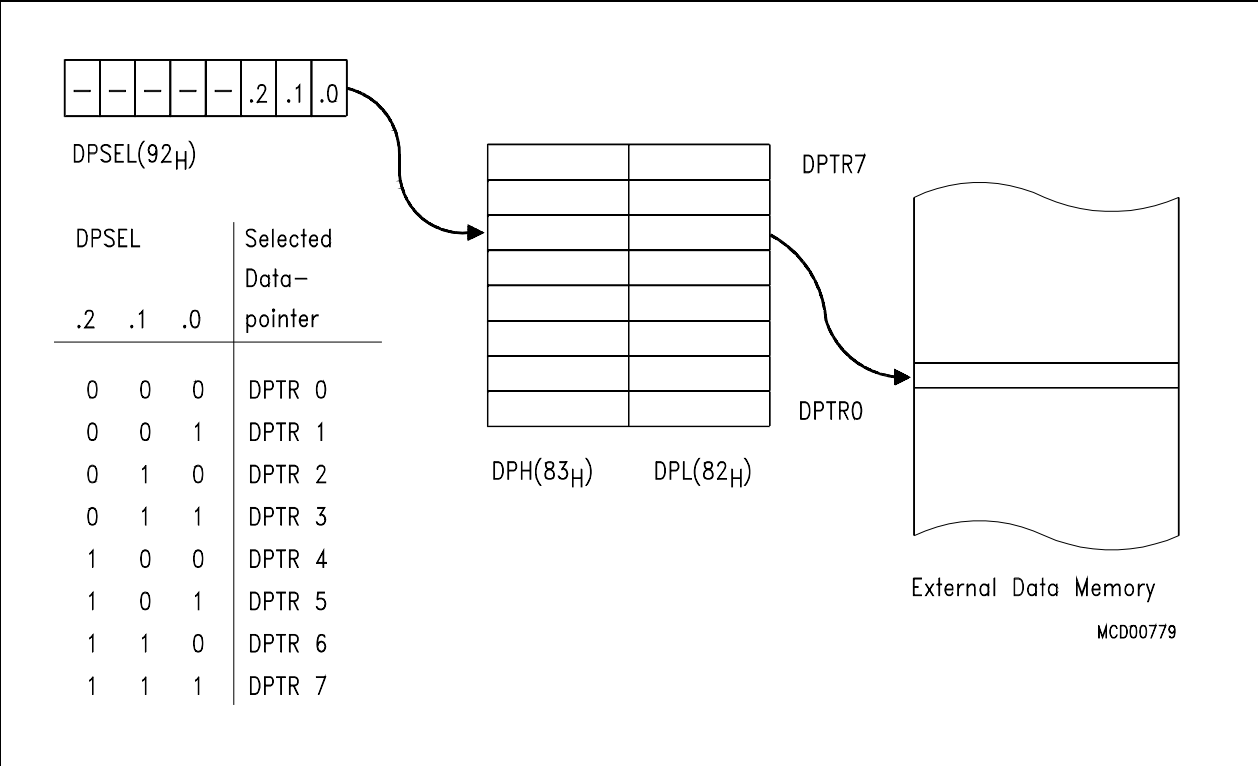 – – – – – .2 .1 .0
DPSEL(92H)
DPSEL Selected
Data–
.2 .1 .0 pointer
0 0 0 DPTR 0
0 0 1 DPTR 1
0 1 0 DPTR 2
0 1 1 DPTR 3
1 0 0 DPTR 4
1 0 1 DPTR 5
1 1 0 DPTR 6
1 1 1 DPTR 7
DPTR7
DPTR0
DPH(83H) DPL(82H)
External Data Memory
MCD00779